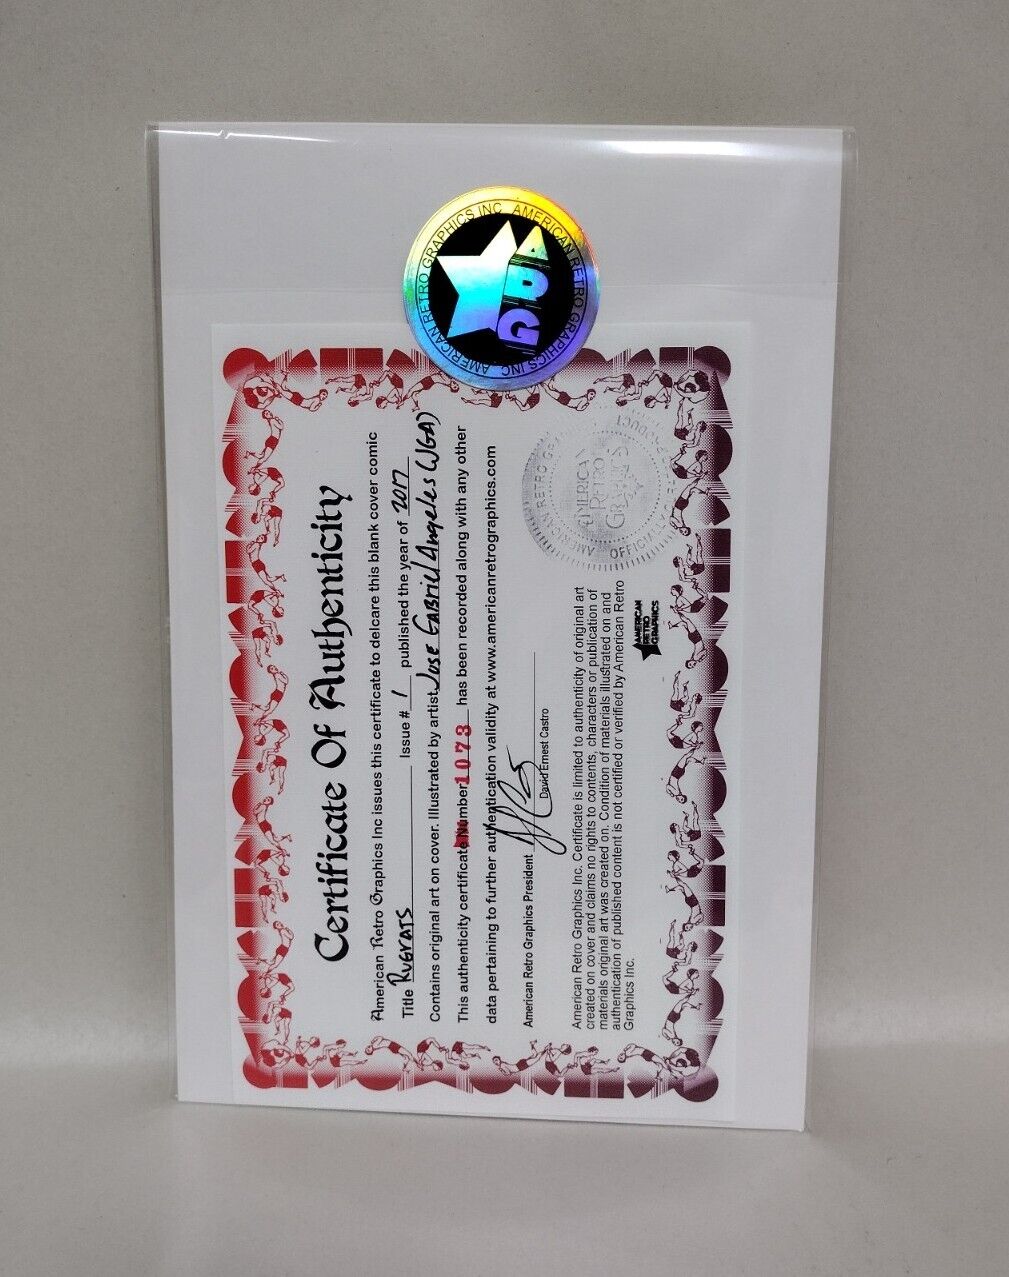 AMERICAN RETRO GRAPHICS INC AMERICAN RETRO GRAPHICS INC
ARG
Certificate Of Authenticity
American Retro Graphics Inc issues this certificate to delcare this blank cover comic
Title Rugrats Issue # 1 published the year of 2017
Contains original art on cover. Illustrated by artist Jose Gabriel Angeles (JGA)
This authenticity certificate Number 1073 has been recorded along with any other
data pertaining to further authentication validity at www.americanretrographics.com
American Retro Graphics President
David Ernest Castro
American Retro Graphics Inc. Certificate is limited to authenticity of original art
created on cover and claims no rights to contents, characters or publication of
materials original art was created on. Condition of materials illustrated on and
authentication of published content is not certified or verified by American Retro
Graphics Inc.
AMERICAN
RETRO
GRAPHICS
AMERICAN
RETRO
GRAPHICS
AMERICAN RETRO
OFFICIAL PRODUCT